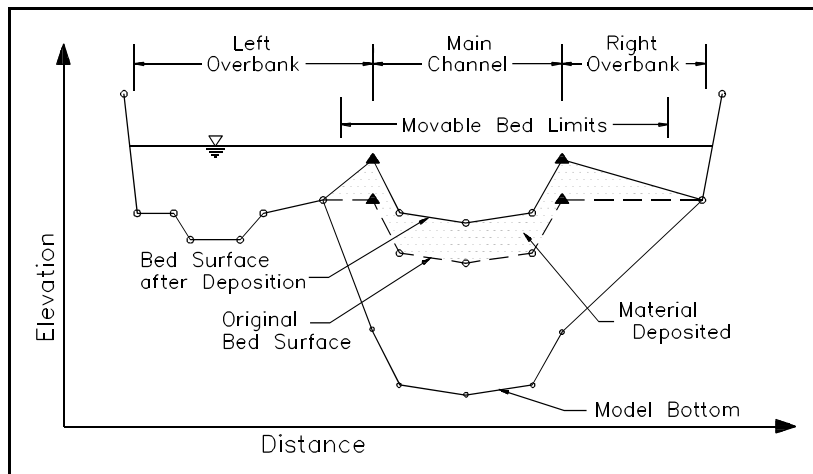 Left
Overbank
Main
Channel
Right
Overbank
Movable Bed Limits
Bed Surface
after Deposition
Original
Bed Surface
Material
Deposited
Model Bottom
Elevation
Distance